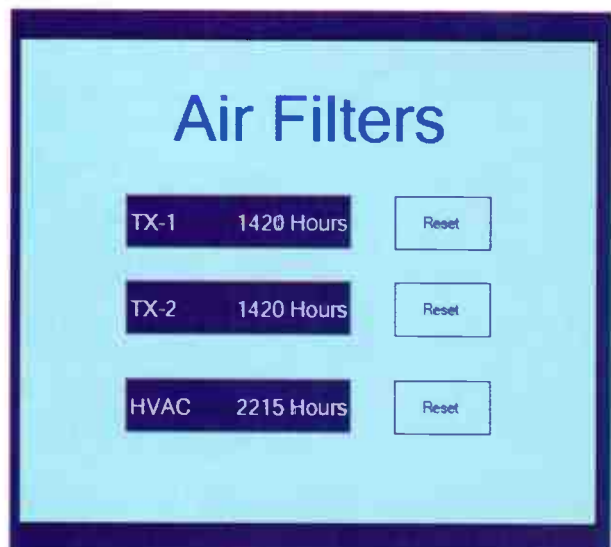 Air Filters
TX-1 1420 Hours Reset
TX-2 1420 Hours Reset
HVAC 2215 Hours Reset